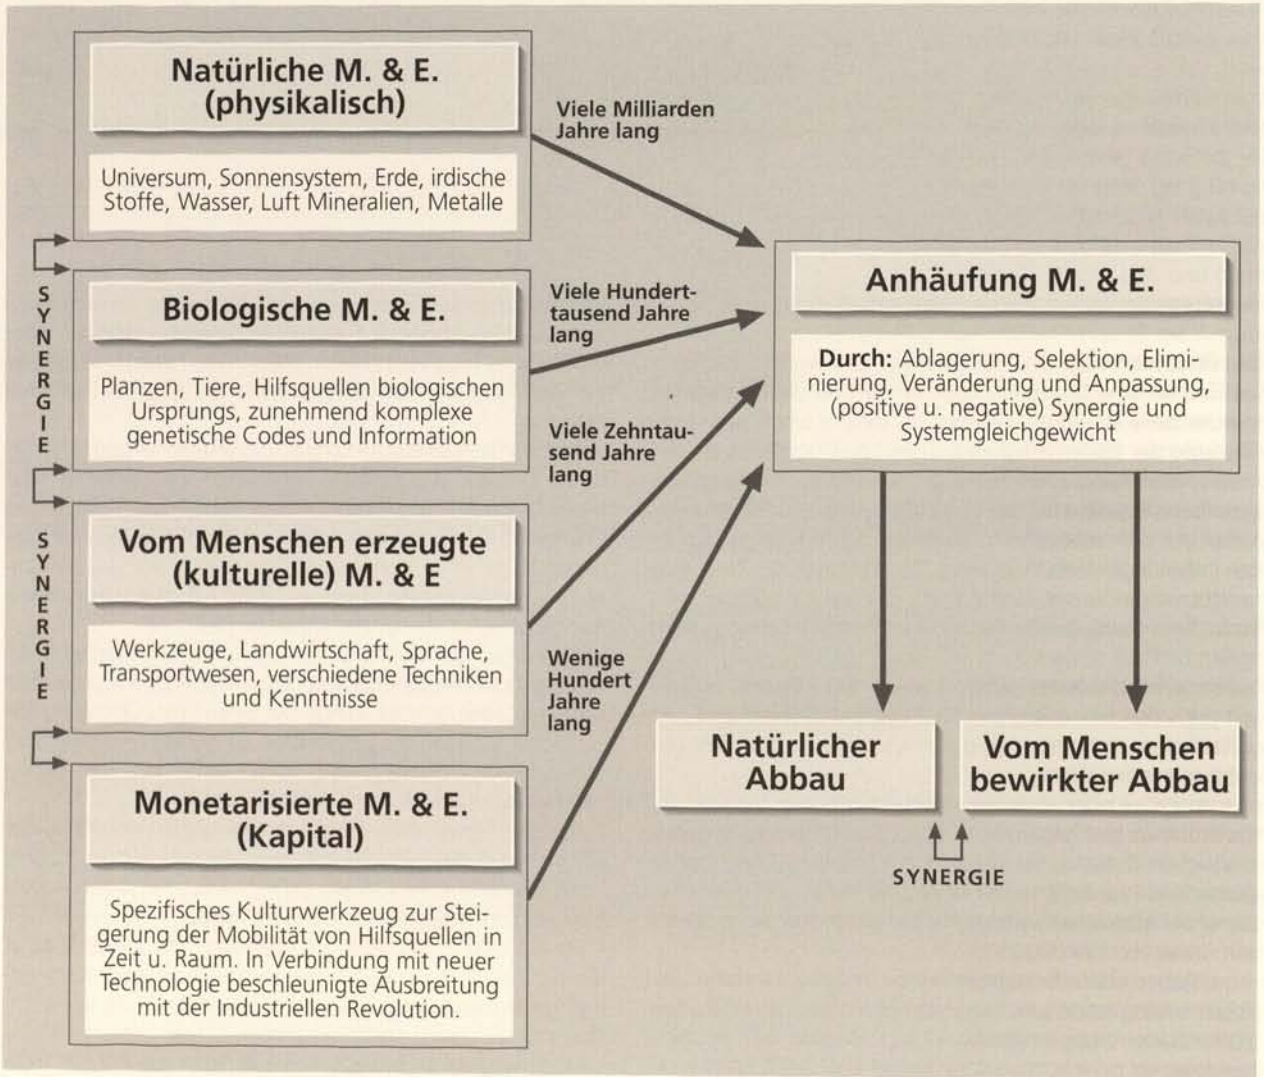 Natürliche M. & E.
(physikalisch)
Universum, Sonnensystem, Erde, irdische
Stoffe, Wasser, Luft Mineralien, Metalle
Viele Milliarden
Jahre lang
SYNERGIE
Biologische M. & E.
Planzen, Tiere, Hilfsquellen biologischen
Ursprungs, zunehmend komplexe
genetische Codes und Information
Viele Hundert-
tausend Jahre
lang
SYNERGIE
Vom Menschen erzeugte
(kulturelle) M. & E
Werkzeuge, Landwirtschaft, Sprache,
Transportwesen, verschiedene Techniken
und Kenntnisse
Viele Zehntau-
send Jahre
lang
Monetarisierte M. & E.
(Kapital)
Spezifisches Kulturwerkzeug zur Stei-
gerung der Mobilität von Hilfsquellen in
Zeit u. Raum. In Verbindung mit neuer
Technologie beschleunigte Ausbreitung
mit der Industriellen Revolution.
Wenige
Hundert
Jahre
lang
Anhäufung M. & E.
Durch: Ablagerung, Selektion, Elimi-
nierung, Veränderung und Anpassung,
(positive u. negative) Synergie und
Systemgleichgewicht
Natürlicher
Abbau
Vom Menschen
bewirkter Abbau
SYNERGIE